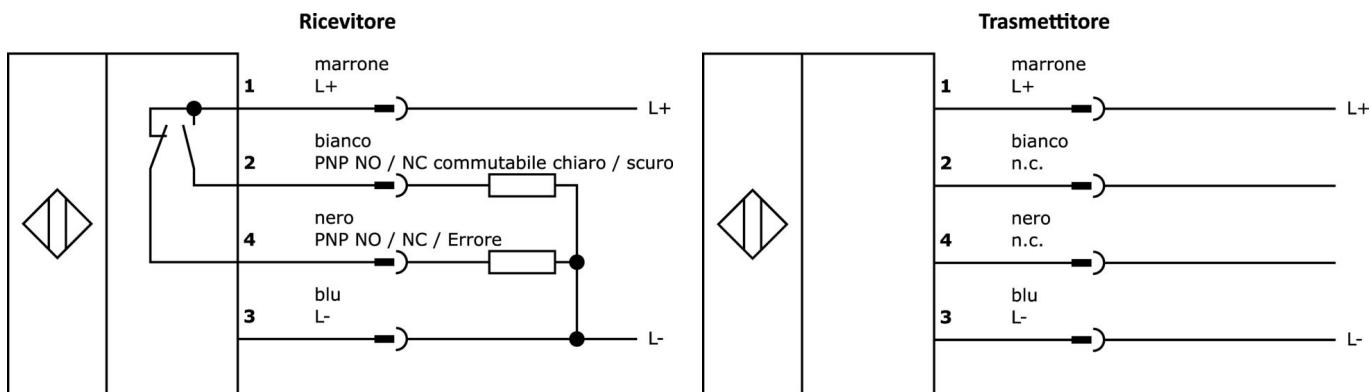 Ricevitore
1
marrone
L+
L+
2
bianco
PNP NO / NC commutabile chiaro / scuro
4
nero
PNP NO / NC / Errore
3
blu
L-
L-
Trasmettitore
1
marrone
L+
L+
2
bianco
n.c.
4
nero
n.c.
3
blu
L-
L-